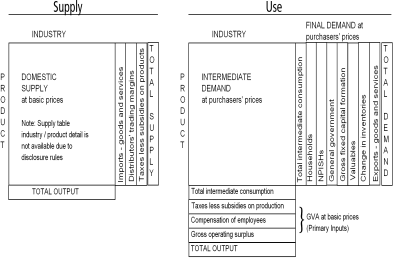 Supply
INDUSTRY
PRODUCT
DOMESTIC
SUPPLY
at basic prices
Note: Supply table
industry / product detail is
not available due to
disclosure rules
Imports - goods and services
Distributors' trading margins
Taxes less subsidies on products
TOTAL SUPPLY
TOTAL OUTPUT
Use
INDUSTRY
FINAL DEMAND at
purchasers' prices
PRODUCT
INTERMEDIATE
DEMAND
at purchasers' prices
Total intermediate consumption
Households
NPISHs
General government
Gross fixed capital formation
Valuables
Change in inventories
Exports - goods and services
TOTAL DEMAND
Total intermediate consumption
Taxes less subsidies on production
Compensation of employees
Gross operating surplus
TOTAL OUTPUT
GVA at basic prices
(Primary Inputs)